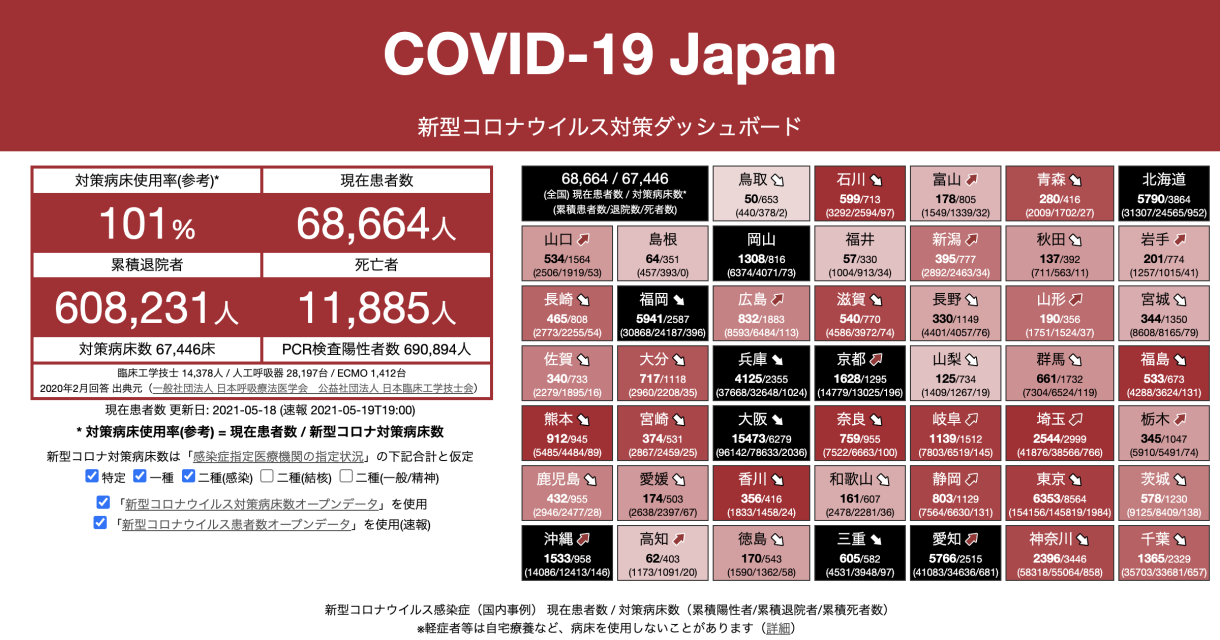 COVID-19 Japan
新型コロナウイルス対策ダッシュボード
対策病床使用率(参考)*
現在患者数
101%
68,664人
累積退院者
死亡者
608,231人
11,885人
対策病床数 67,446床
PCR検査陽性者数 690,894人
臨床工学技士 14,378人 / 人工呼吸器 28,197台 / ECMO 1,412台
2020年2月回答 出典元（一般社団法人 日本呼吸療法医学会　公益社団法人 日本臨床工学技士会）
現在患者数 更新日: 2021-05-18 (速報 2021-05-19T19:00)
* 対策病床使用率(参考) = 現在患者数 / 新型コロナ対策病床数
新型コロナ対策病床数は「感染症指定医療機関の指定状況」の下記合計と仮定
特定 一種 二種(感染) 二種(結核) 二種(一般/精神)
「新型コロナウイルス対策病床数オープンデータ」を使用
「新型コロナウイルス患者数オープンデータ」を使用(速報)
68,664 / 67,446
(全国) 現在患者数 / 対策病床数*
(累積患者数/退院数/死者数)
鳥取
50/653
(440/378/2)
石川
599/713
(3292/2594/97)
富山
178/805
(1549/1339/32)
青森
280/416
(2009/1702/27)
北海道
5790/3864
(31307/24565/952)
山口
534/1564
(2506/1919/53)
島根
64/351
(457/393/0)
岡山
1308/816
(6374/4071/73)
福井
57/330
(1004/913/34)
新潟
395/777
(2892/2463/34)
秋田
137/392
(711/563/11)
岩手
201/774
(1257/1015/41)
長崎
465/808
(2773/2255/54)
福岡
5941/2587
(30868/24187/396)
広島
832/1883
(8593/6484/113)
滋賀
540/770
(4586/3972/74)
長野
330/1149
(4401/4057/76)
山形
190/356
(1751/1524/37)
宮城
344/1350
(8608/8165/79)
佐賀
340/733
(2279/1895/16)
大分
717/1118
(2960/2208/35)
兵庫
4125/2355
(37668/32648/1024)
京都
1628/1295
(14779/13025/196)
山梨
125/734
(1409/1267/19)
群馬
661/1732
(7304/6524/119)
福島
533/673
(4288/3624/131)
熊本
912/945
(5485/4484/89)
宮崎
374/531
(2867/2459/25)
大阪
15473/6279
(96142/78633/2036)
奈良
759/955
(7522/6663/100)
岐阜
1139/1512
(7803/6519/145)
埼玉
2544/2999
(41876/38566/766)
栃木
345/1047
(5910/5491/74)
鹿児島
432/955
(2946/2477/28)
愛媛
174/503
(2638/2397/67)
香川
356/416
(1833/1458/24)
和歌山
161/607
(2478/2281/36)
静岡
803/1129
(7564/6630/131)
東京
6353/8564
(154156/145819/1984)
茨城
578/1230
(9125/8409/138)
沖縄
1533/958
(14086/12413/146)
高知
62/403
(1173/1091/20)
徳島
170/543
(1590/1362/58)
三重
605/582
(4531/3948/97)
愛知
5766/2515
(41083/34636/681)
神奈川
2396/3446
(58318/55064/858)
千葉
1365/2329
(35703/33681/657)
新型コロナウイルス感染症（国内事例） 現在患者数 / 対策病床数（累積陽性者/累積退院者/累積死者数）
※軽症者等は自宅療養など、病床を使用しないことがあります（詳細）